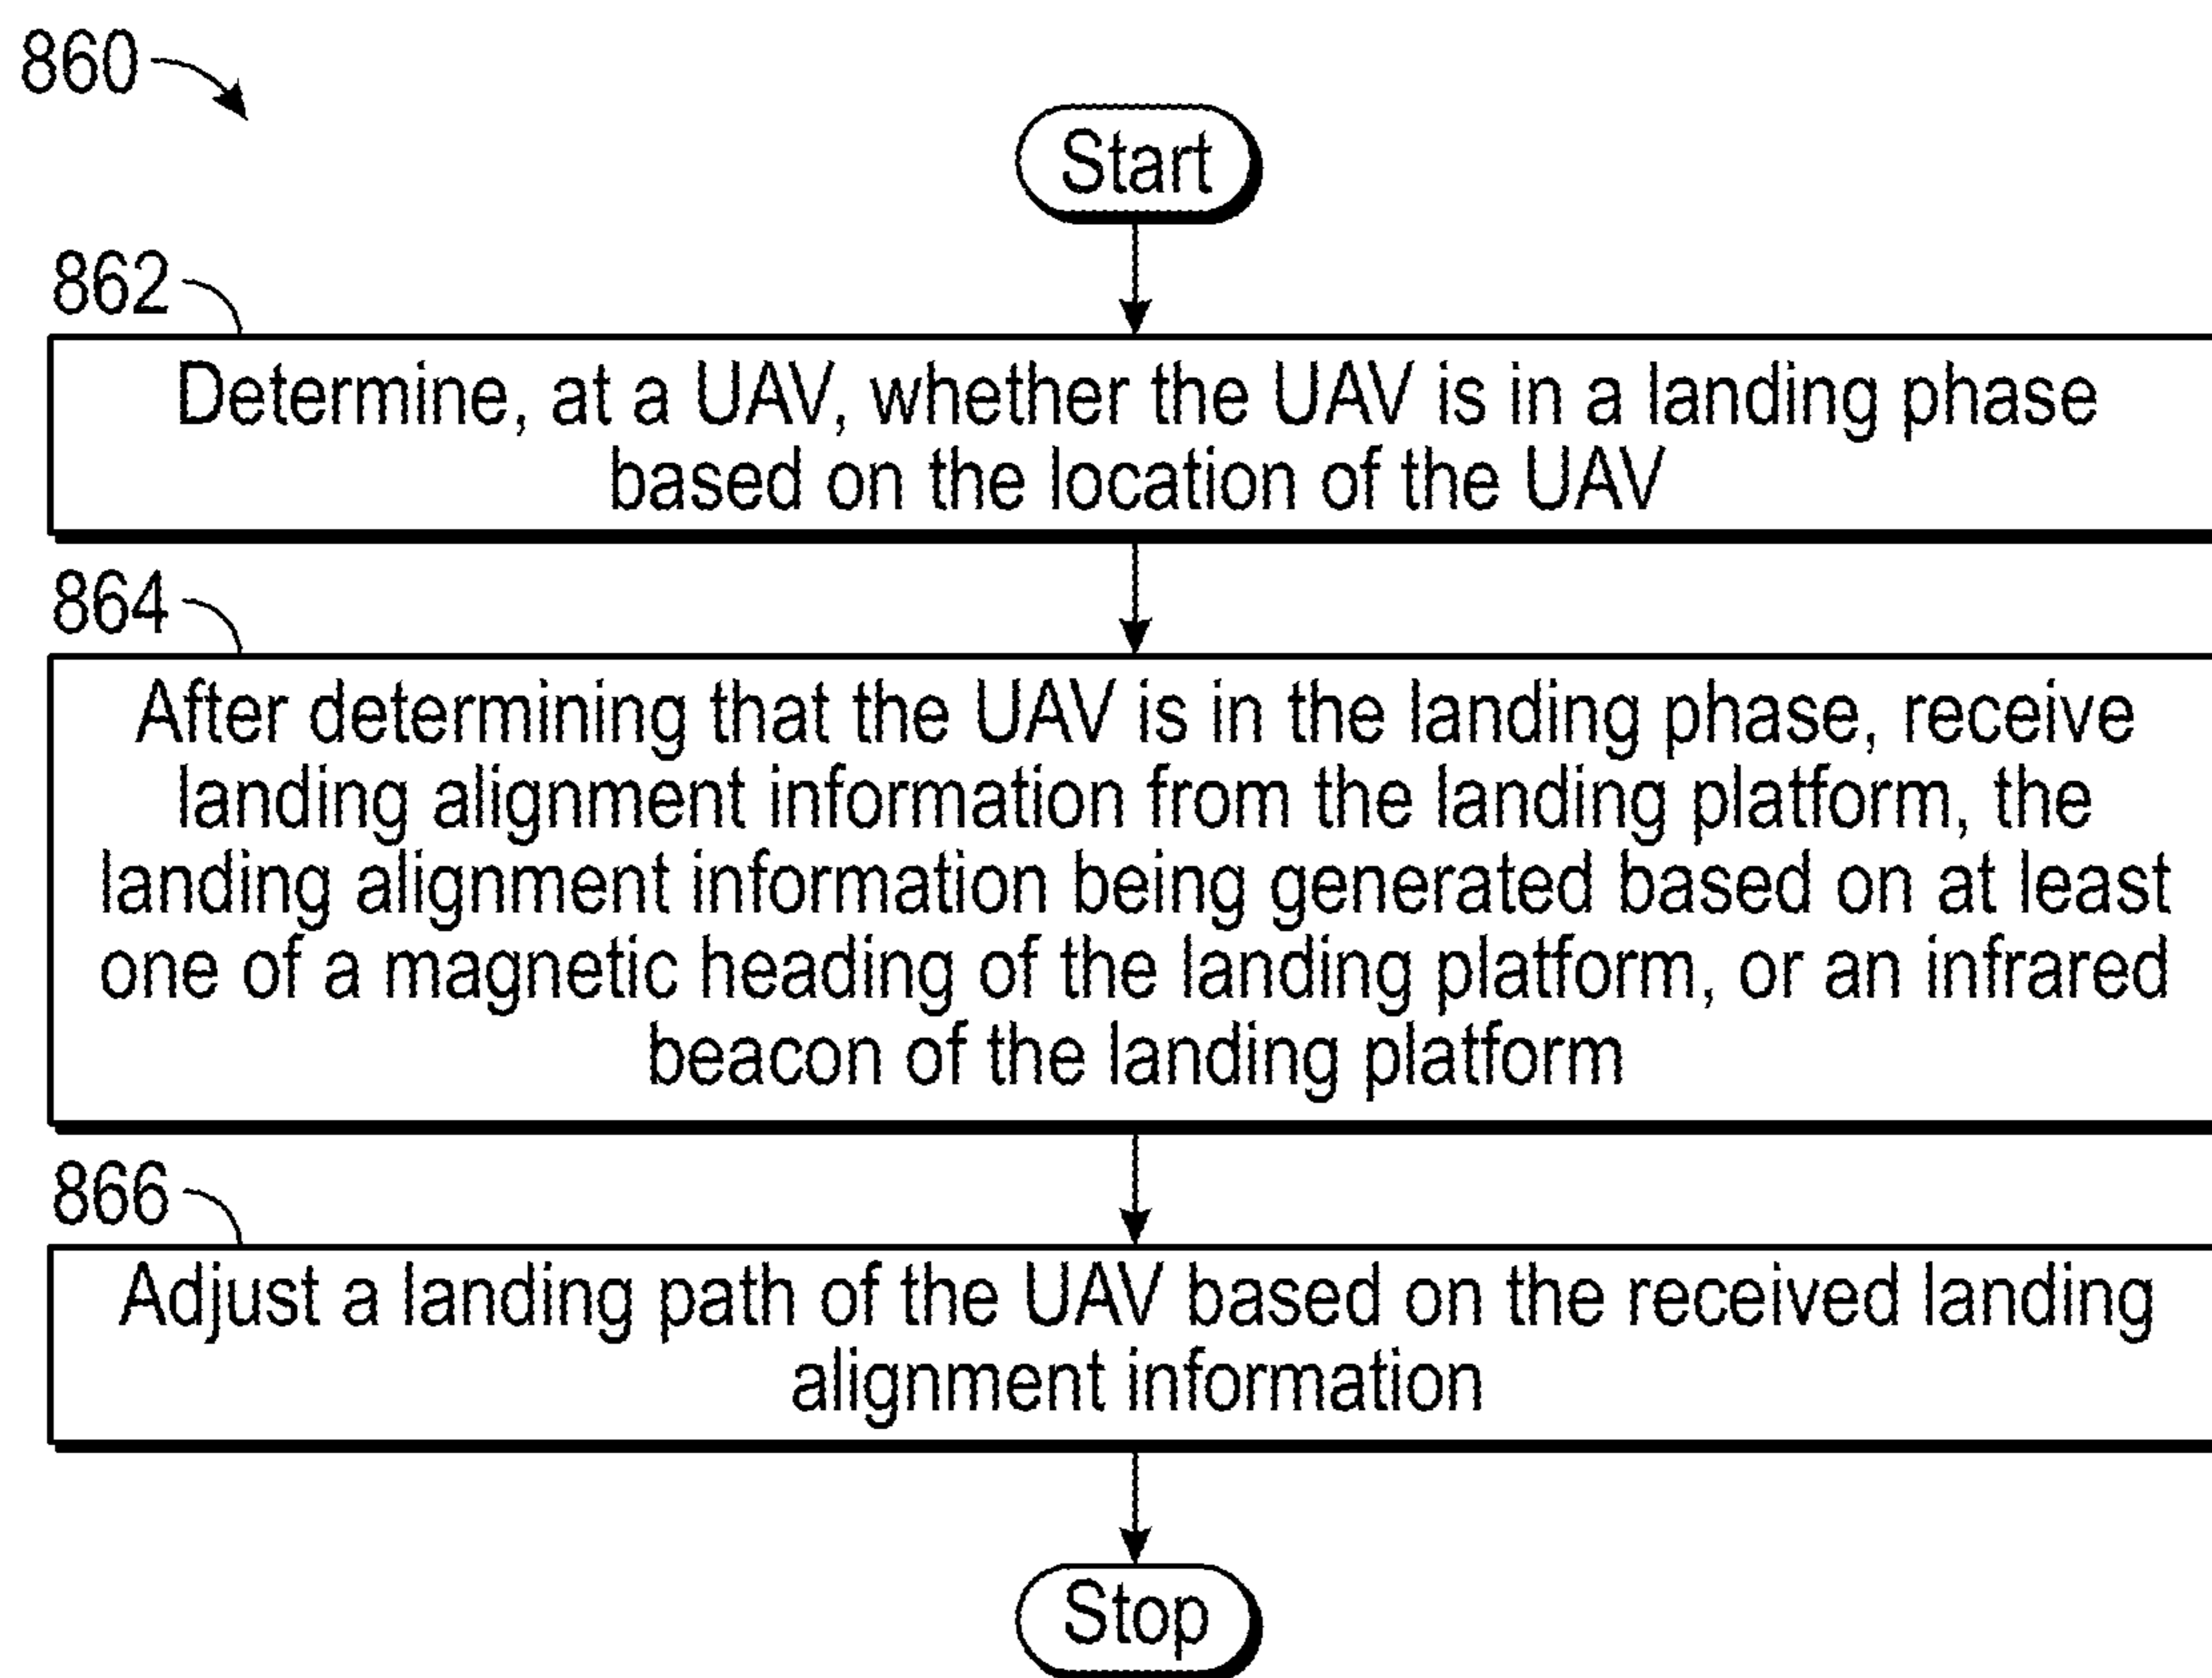 860
Start
862
Determine, at a UAV, whether the UAV is in a landing phase
based on the location of the UAV
864
After determining that the UAV is in the landing phase, receive
landing alignment information from the landing platform, the
landing alignment information being generated based on at least
one of a magnetic heading of the landing platform, or an infrared
beacon of the landing platform
866
Adjust a landing path of the UAV based on the received landing
alignment information
Stop